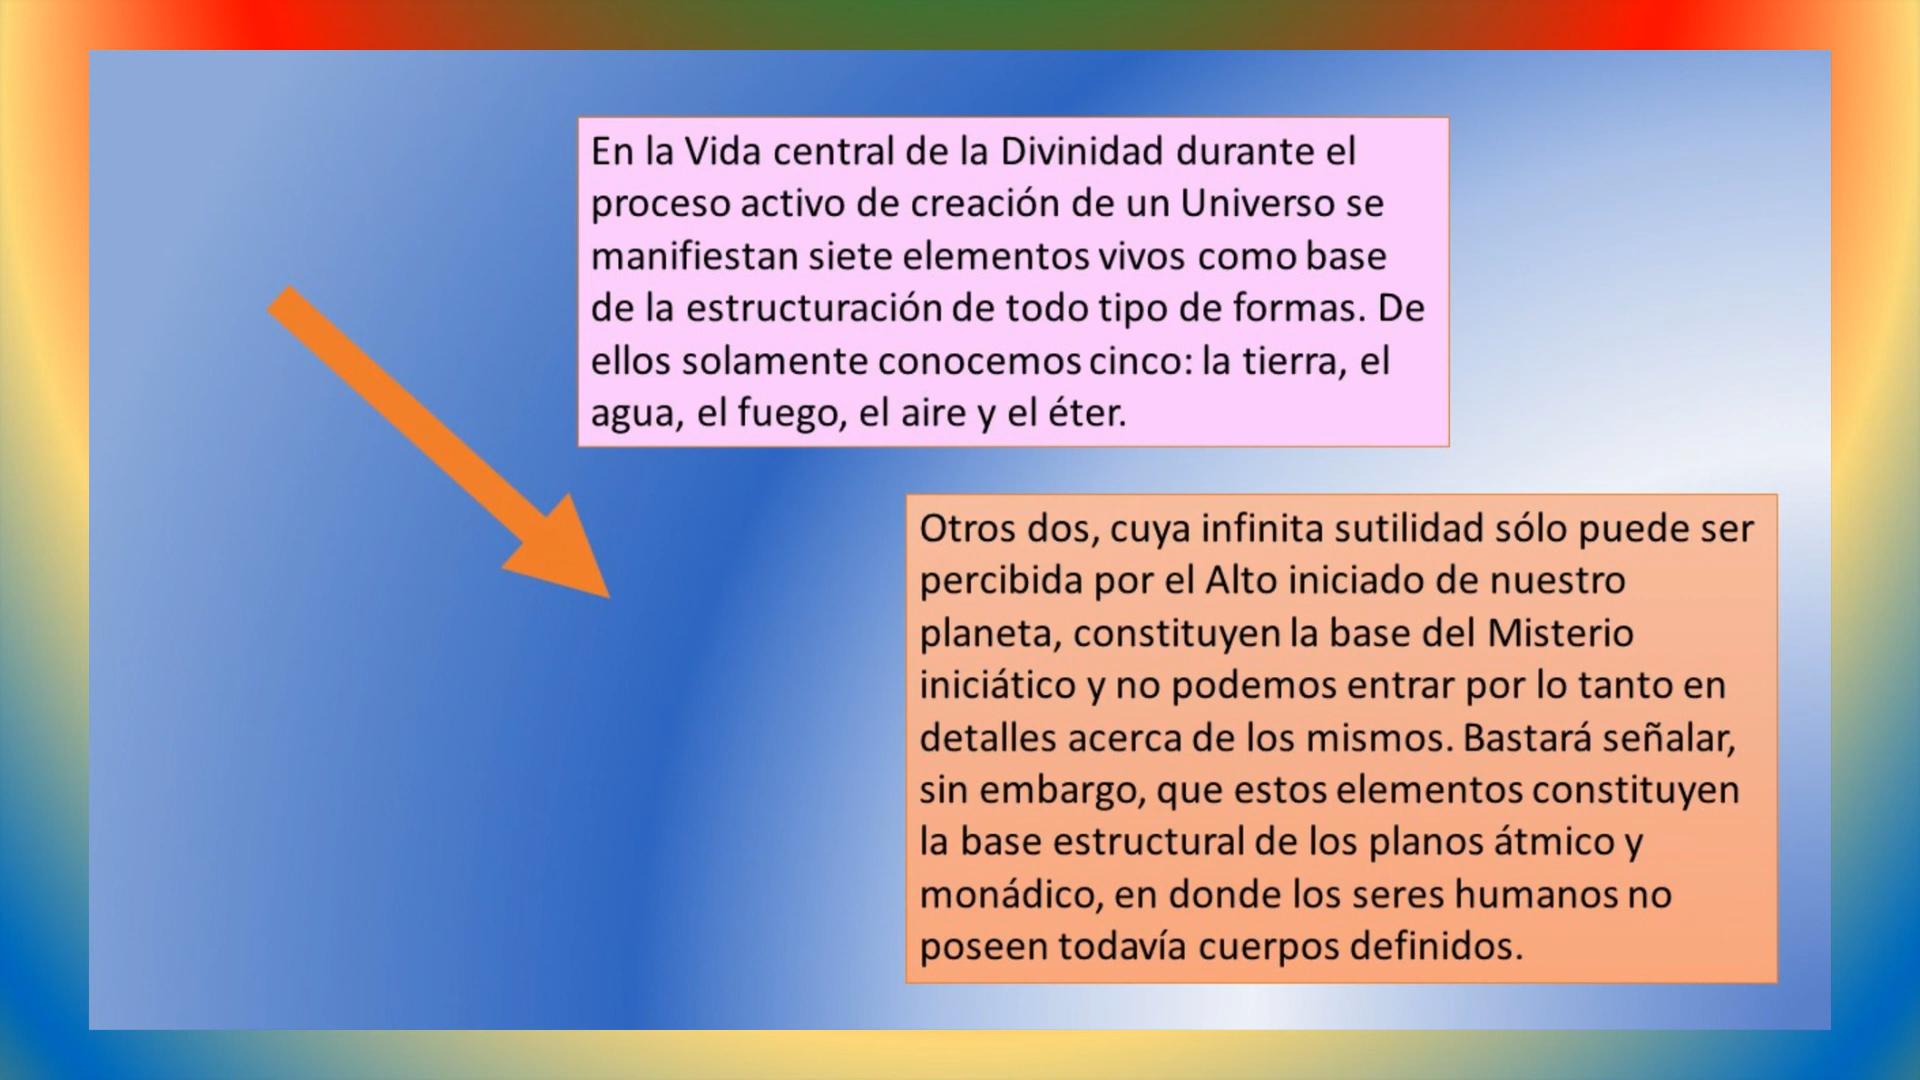 En la Vida central de la Divinidad durante el
proceso activo de creación de un Universo se
manifiestan siete elementos vivos como base
de la estructuración de todo tipo de formas. De
ellos solamente conocemos cinco: la tierra, el
agua, el fuego, el aire y el éter.
Otros dos, cuya infinita sutilidad sólo puede ser
percibida por el Alto iniciado de nuestro
planeta, constituyen la base del Misterio
iniciático y no podemos entrar por lo tanto en
detalles acerca de los mismos. Bastará señalar,
sin embargo, que estos elementos constituyen
la base estructural de los planos átmico y
monádico, en donde los seres humanos no
poseen todavía cuerpos definidos.